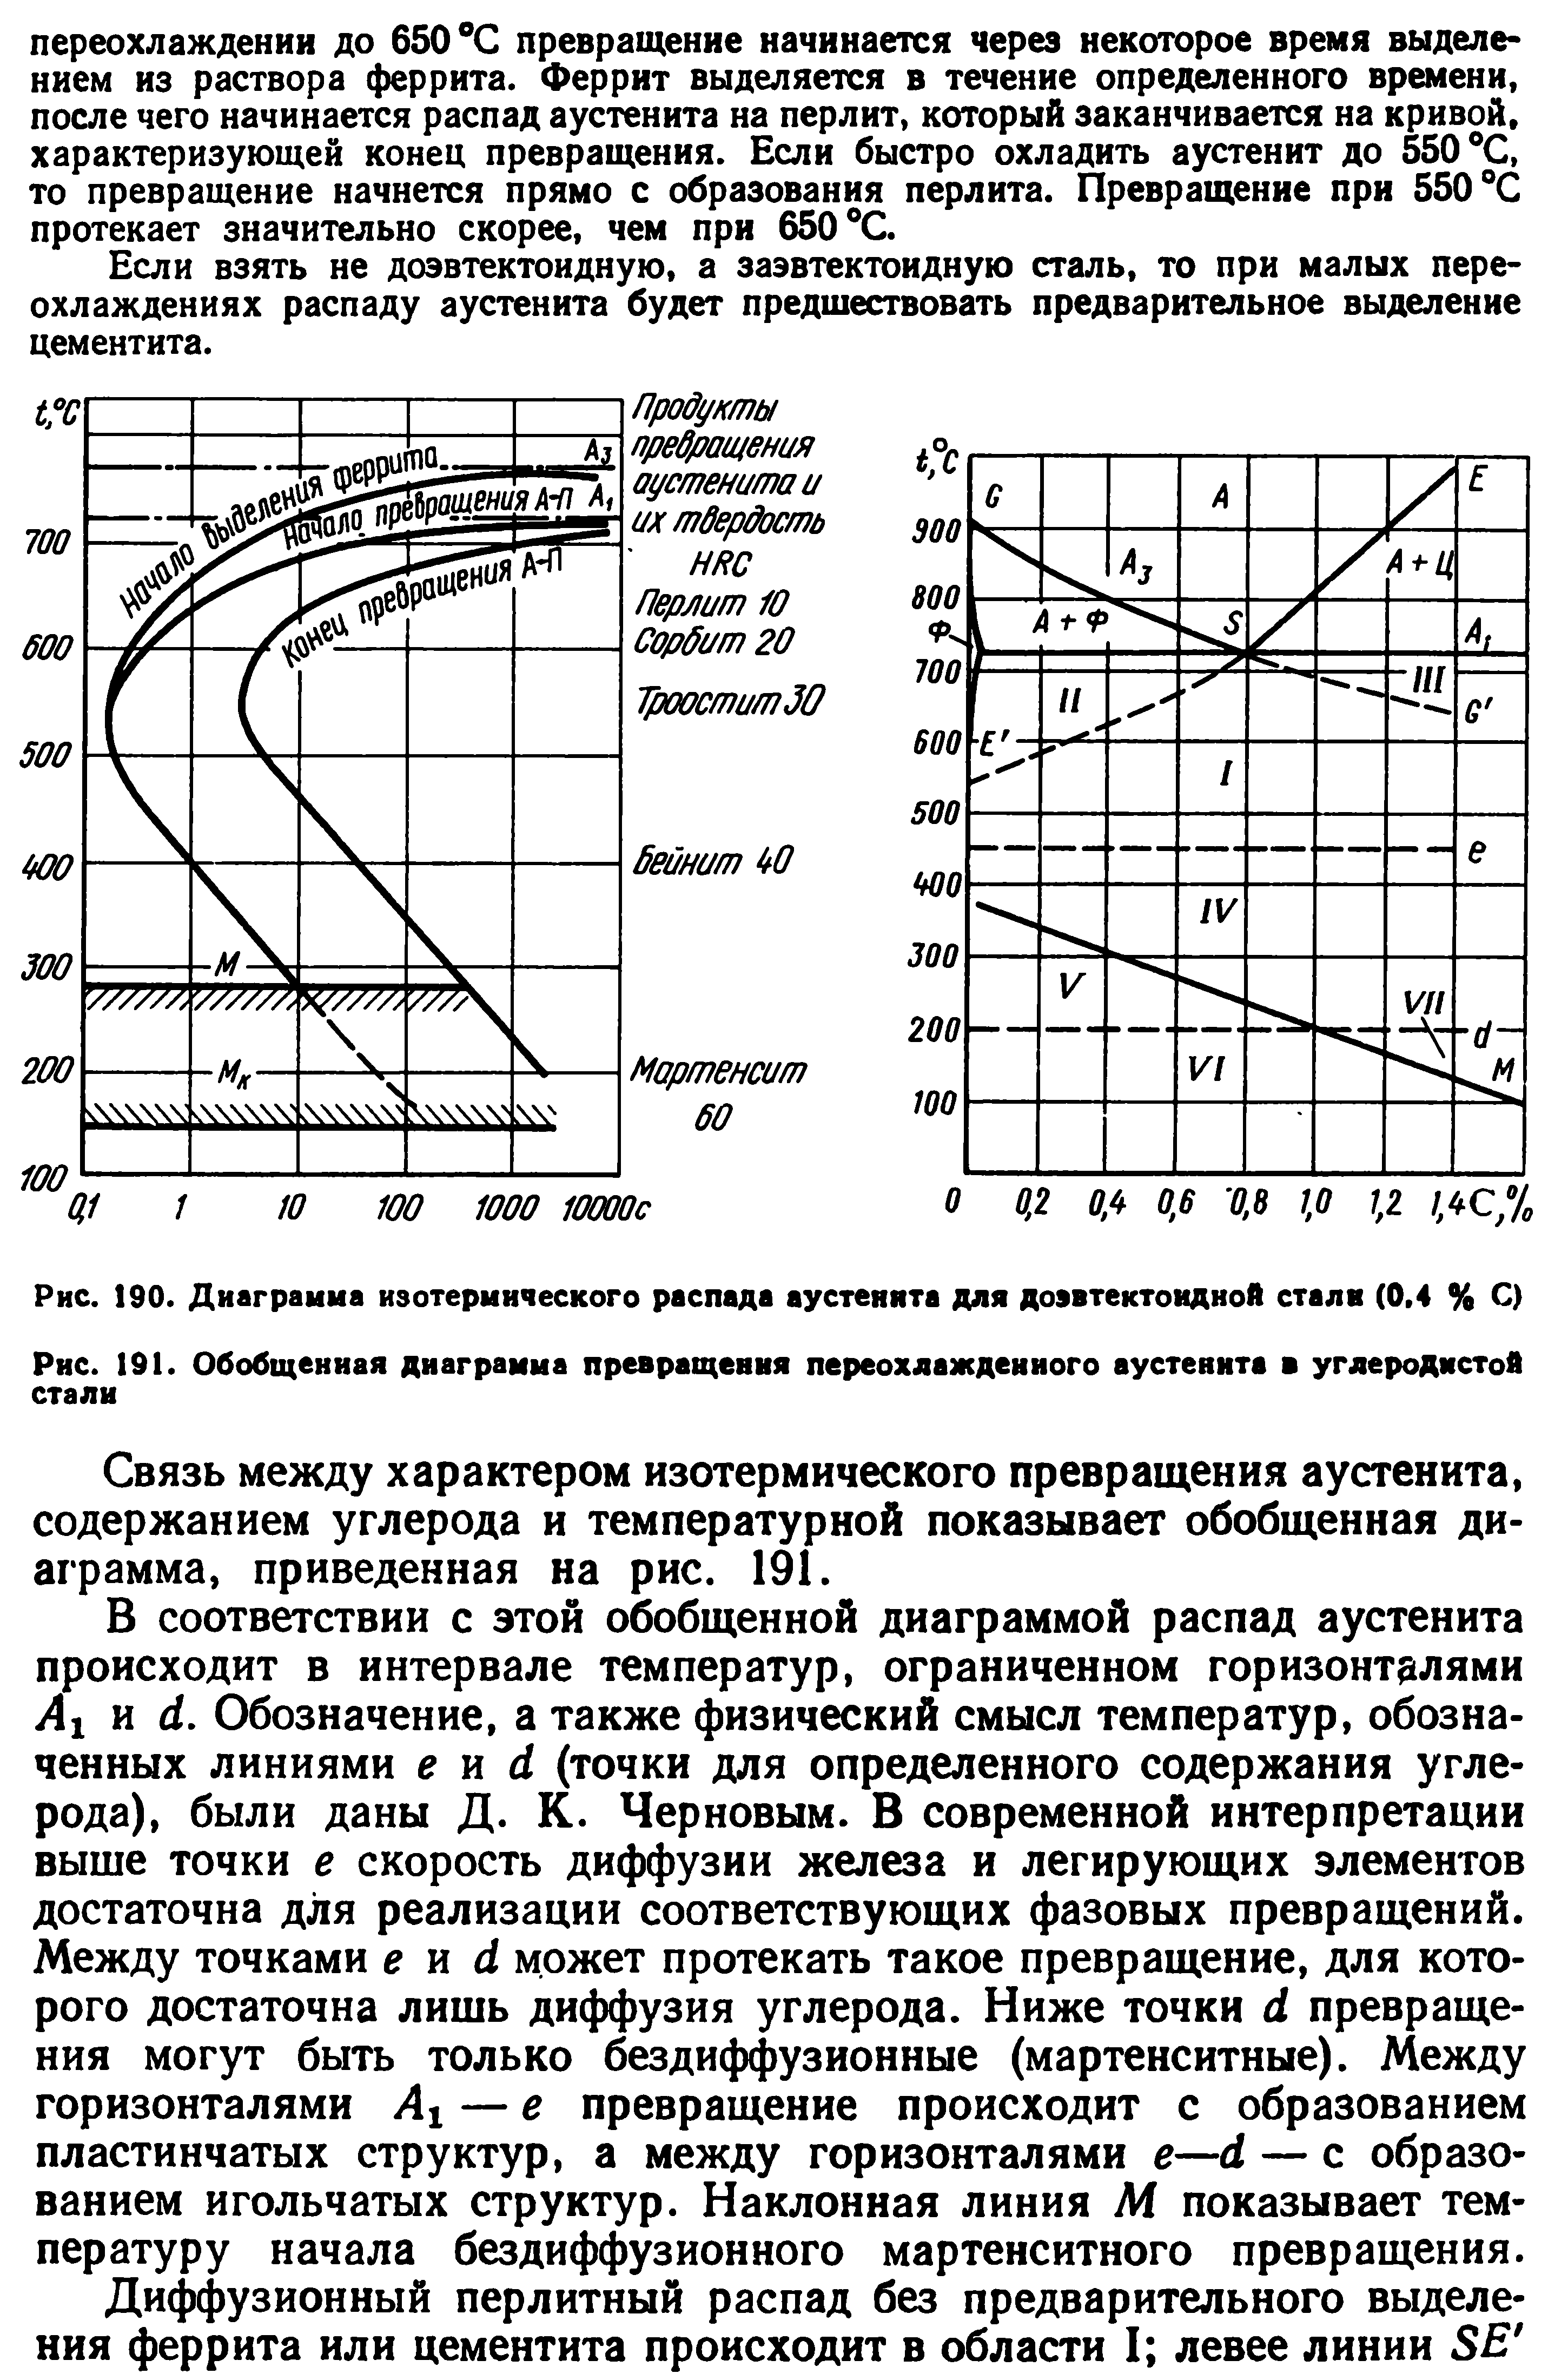 переохлаждении до 650 °С превращение начинается через некоторое время выделе-
нием из раствора феррита. Феррит выделяется в течение определенного времени,
после чего начинается распад аустенита на перлит, который заканчивается на кривой,
характеризующей конец превращения. Если быстро охладить аустенит до 550 °С,
то превращение начнется прямо с образования перлита. Превращение при 550 °С
протекает значительно скорее, чем при 650 °С.
Если взять не доэвтектоидную, а заэвтектоидную сталь, то при малых пере-
охлаждениях распаду аустенита будет предшествовать предварительное выделение
цементита.
t,°C
700
600
500
400
300
200
100
0,1
1
10
100
1000
10000с
Начало выделения феррита
Начало превращения А-П
Конец превращения А-П
A3
A1
М
Мк
Продукты
превращения
аустенита и
их твердость
HRC
Перлит 10
Сорбит 20
Троостит 30
Бейнит 40
Мартенсит
60
t,°C
900
800
Ф
700
600
500
400
300
200
100
0
0,2
0,4
0,6
0,8
1,0
1,2
1,4
C,%
G
A
E
A3
А + Ц
А + Ф
S
A1
II
III
G′
E′
I
e
IV
V
VII
d
VI
M
Рис. 190. Диаграмма изотермического распада аустенита для доэвтектоидной стали (0,4 % С)
Рис. 191. Обобщенная диаграмма превращения переохлажденного аустенита в углеродистой
стали
Связь между характером изотермического превращения аустенита,
содержанием углерода и температурной показывает обобщенная ди-
аграмма, приведенная на рис. 191.
В соответствии с этой обобщенной диаграммой распад аустенита
происходит в интервале температур, ограниченном горизонталями
A1 и d. Обозначение, а также физический смысл температур, обозна-
ченных линиями e и d (точки для определенного содержания угле-
рода), были даны Д. К. Черновым. В современной интерпретации
выше точки e скорость диффузии железа и легирующих элементов
достаточна для реализации соответствующих фазовых превращений.
Между точками e и d может протекать такое превращение, для кото-
рого достаточна лишь диффузия углерода. Ниже точки d превраще-
ния могут быть только бездиффузионные (мартенситные). Между
горизонталями A1 — e превращение происходит с образованием
пластинчатых структур, а между горизонталями e—d — с образо-
ванием игольчатых структур. Наклонная линия М показывает тем-
пературу начала бездиффузионного мартенситного превращения.
Диффузионный перлитный распад без предварительного выделе-
ния феррита или цементита происходит в области I; левее линии SE′